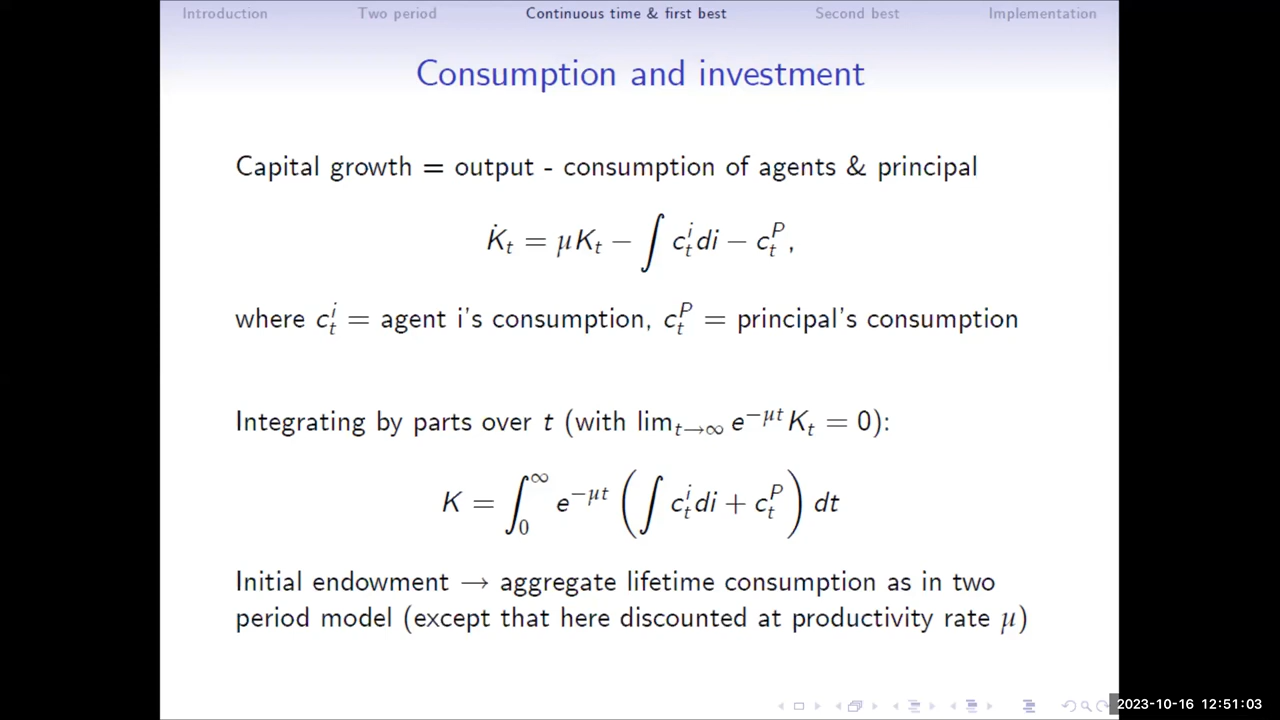 Introduction Two period Continuous time & first best Second best Implementation
Consumption and investment
Capital growth = output - consumption of agents & principal
K̇_t = μK_t − ∫ c_t^i di − c_t^P,
where c_t^i = agent i's consumption, c_t^P = principal's consumption
Integrating by parts over t (with lim_{t→∞} e^{−μt} K_t = 0):
K = ∫_0^∞ e^{−μt} (∫ c_t^i di + c_t^P) dt
Initial endowment → aggregate lifetime consumption as in two
period model (except that here discounted at productivity rate μ)
2023-10-16 12:51:03